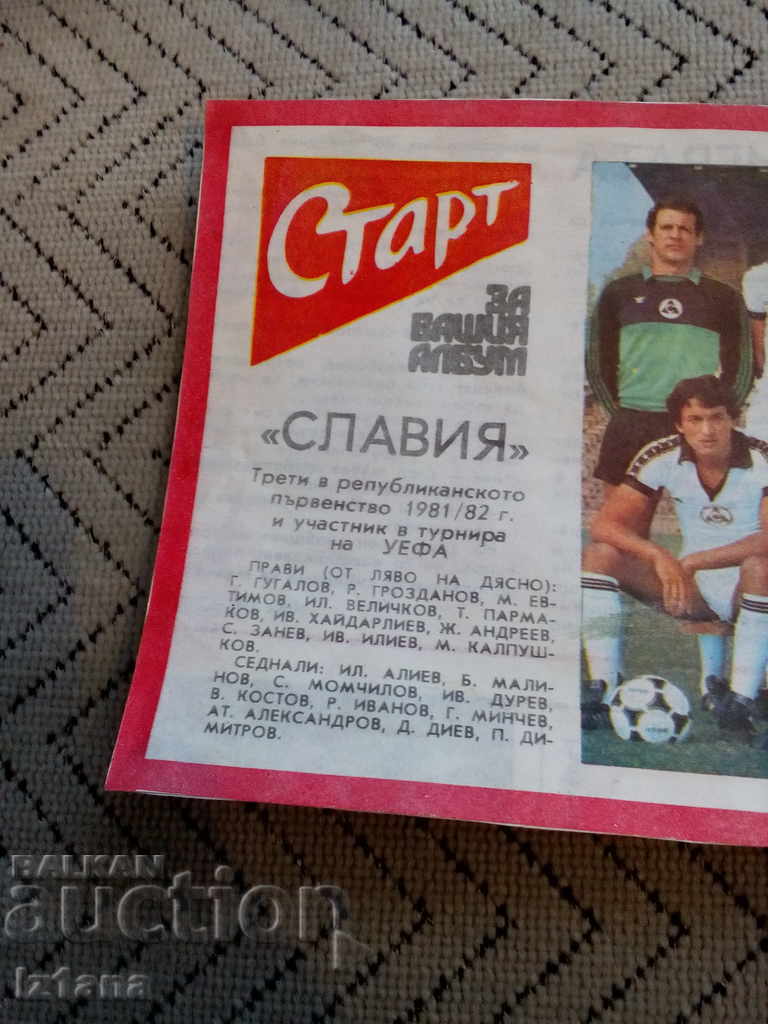 Старт
ЗА
ВАШИЯ
АЛБУМ
«СЛАВИЯ»
Трети в републиканското
първенство 1981/82 г.
и участник в турнира
на УЕФА
ПРАВИ (ОТ ЛЯВО НА ДЯСНО):
Г. ГУГАЛОВ, Р. ГРОЗДАНОВ, М. ЕВ-
ТИМОВ, ИЛ. ВЕЛИЧКОВ, Т. ПАРМА-
КОВ, ИВ. ХАЙДАРЛИЕВ, Ж. АНДРЕЕВ,
С. ЗАНЕВ, ИВ. ИЛИЕВ, М. КАЛПУШ-
КОВ.
СЕДНАЛИ: ИЛ. АЛИЕВ, Б. МАЛИ-
НОВ, С. МОМЧИЛОВ, ИВ. ДУРЕВ,
В. КОСТОВ, Р. ИВАНОВ, Г. МИНЧЕВ,
АТ. АЛЕКСАНДРОВ, Д. ДИЕВ, П. ДИ-
МИТРОВ.
BALKAN
auction
Iz1ana